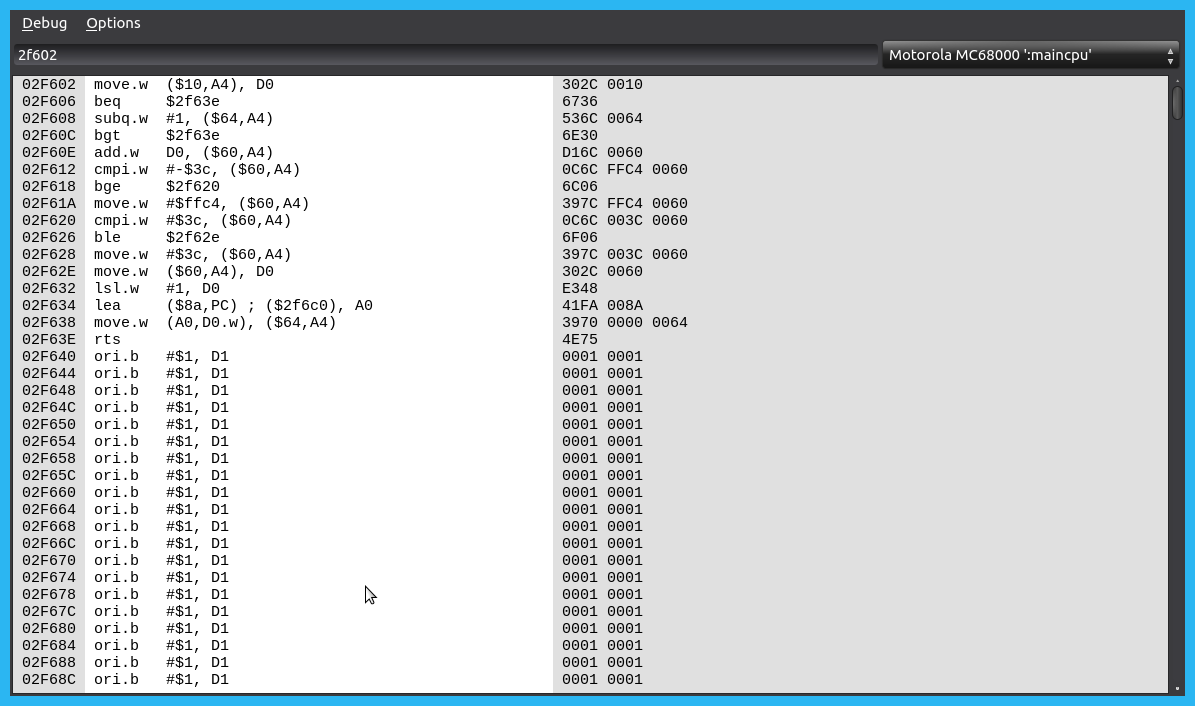 Debug Options
2f602 Motorola MC68000 ':maincpu'
02F602 move.w ($10,A4), D0 302C 0010
02F606 beq $2f63e 6736
02F608 subq.w #1, ($64,A4) 536C 0064
02F60C bgt $2f63e 6E30
02F60E add.w D0, ($60,A4) D16C 0060
02F612 cmpi.w #-$3c, ($60,A4) 0C6C FFC4 0060
02F618 bge $2f620 6C06
02F61A move.w #$ffc4, ($60,A4) 397C FFC4 0060
02F620 cmpi.w #$3c, ($60,A4) 0C6C 003C 0060
02F626 ble $2f62e 6F06
02F628 move.w #$3c, ($60,A4) 397C 003C 0060
02F62E move.w ($60,A4), D0 302C 0060
02F632 lsl.w #1, D0 E348
02F634 lea ($8a,PC) ; ($2f6c0), A0 41FA 008A
02F638 move.w (A0,D0.w), ($64,A4) 3970 0000 0064
02F63E rts 4E75
02F640 ori.b #$1, D1 0001 0001
02F644 ori.b #$1, D1 0001 0001
02F648 ori.b #$1, D1 0001 0001
02F64C ori.b #$1, D1 0001 0001
02F650 ori.b #$1, D1 0001 0001
02F654 ori.b #$1, D1 0001 0001
02F658 ori.b #$1, D1 0001 0001
02F65C ori.b #$1, D1 0001 0001
02F660 ori.b #$1, D1 0001 0001
02F664 ori.b #$1, D1 0001 0001
02F668 ori.b #$1, D1 0001 0001
02F66C ori.b #$1, D1 0001 0001
02F670 ori.b #$1, D1 0001 0001
02F674 ori.b #$1, D1 0001 0001
02F678 ori.b #$1, D1 0001 0001
02F67C ori.b #$1, D1 0001 0001
02F680 ori.b #$1, D1 0001 0001
02F684 ori.b #$1, D1 0001 0001
02F688 ori.b #$1, D1 0001 0001
02F68C ori.b #$1, D1 0001 0001